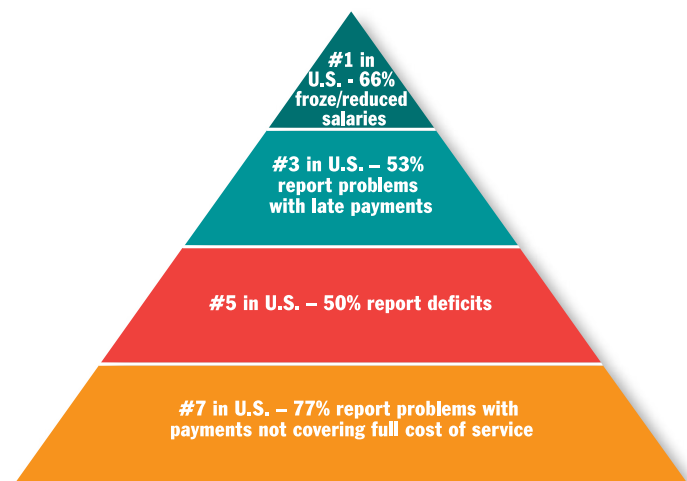 #1 in
U.S. - 66%
froze/reduced
salaries
#3 in U.S. – 53%
report problems
with late payments
#5 in U.S. – 50% report deficits
#7 in U.S. – 77% report problems with
payments not covering full cost of service